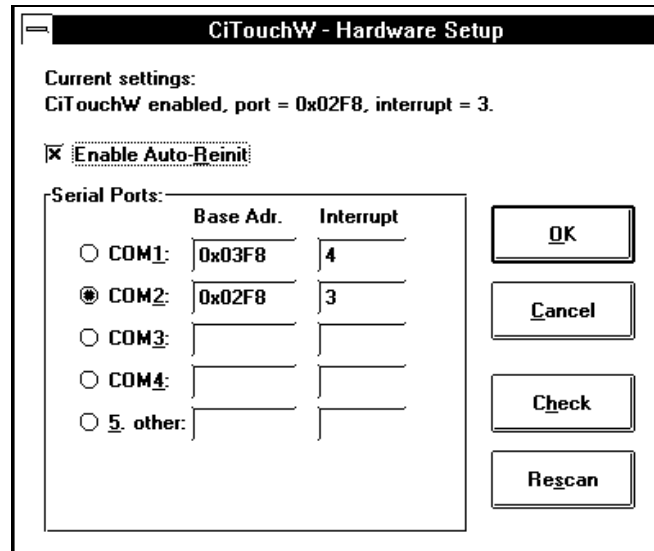 CiTouchW - Hardware Setup
Current settings:
CiTouchW enabled, port = 0x02F8, interrupt = 3.
Enable Auto-Reinit
Serial Ports:
Base Adr. Interrupt
COM1: 0x03F8 4
COM2: 0x02F8 3
COM3:
COM4:
5. other:
OK
Cancel
Check
Rescan